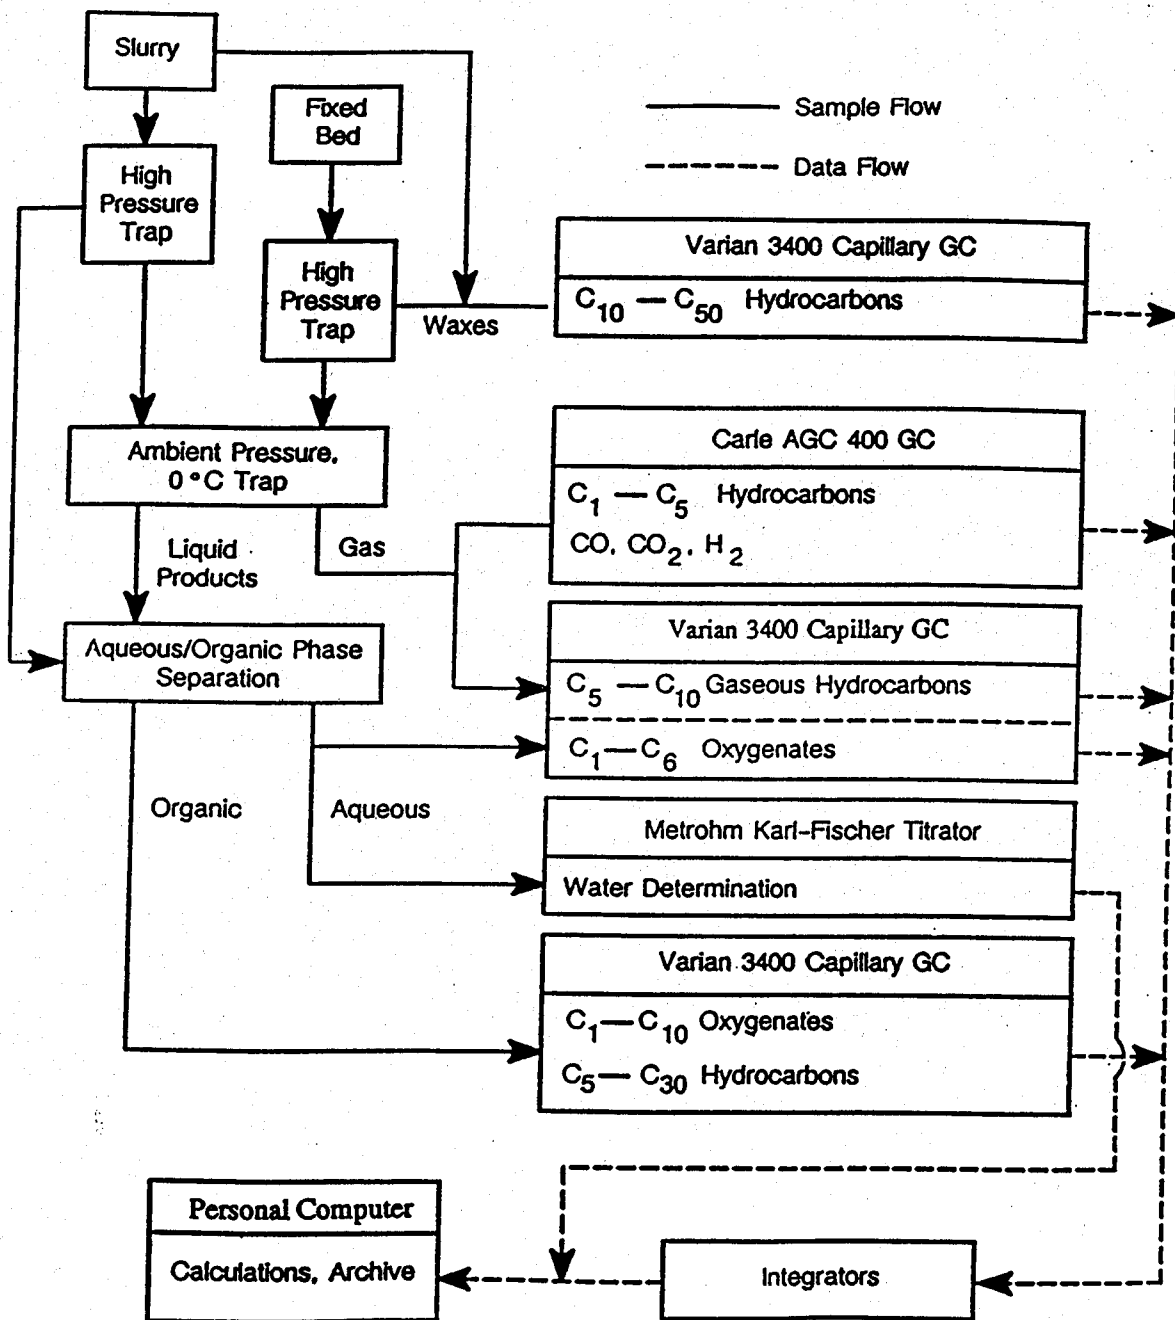 Slurry
Fixed
Bed
Sample Flow
Data Flow
High
Pressure
Trap
High
Pressure
Trap
Waxes
Varian 3400 Capillary GC
C10 — C50 Hydrocarbons
Ambient Pressure,
0 °C Trap
Carle AGC 400 GC
C1 — C5 Hydrocarbons
CO, CO2, H2
Liquid
Products
Gas
Aqueous/Organic Phase
Separation
Varian 3400 Capillary GC
C5 — C10 Gaseous Hydrocarbons
C1 — C6 Oxygenates
Organic
Aqueous
Metrohm Karl-Fischer Titrator
Water Determination
Varian 3400 Capillary GC
C1 — C10 Oxygenates
C5 — C30 Hydrocarbons
Personal Computer
Calculations, Archive
Integrators